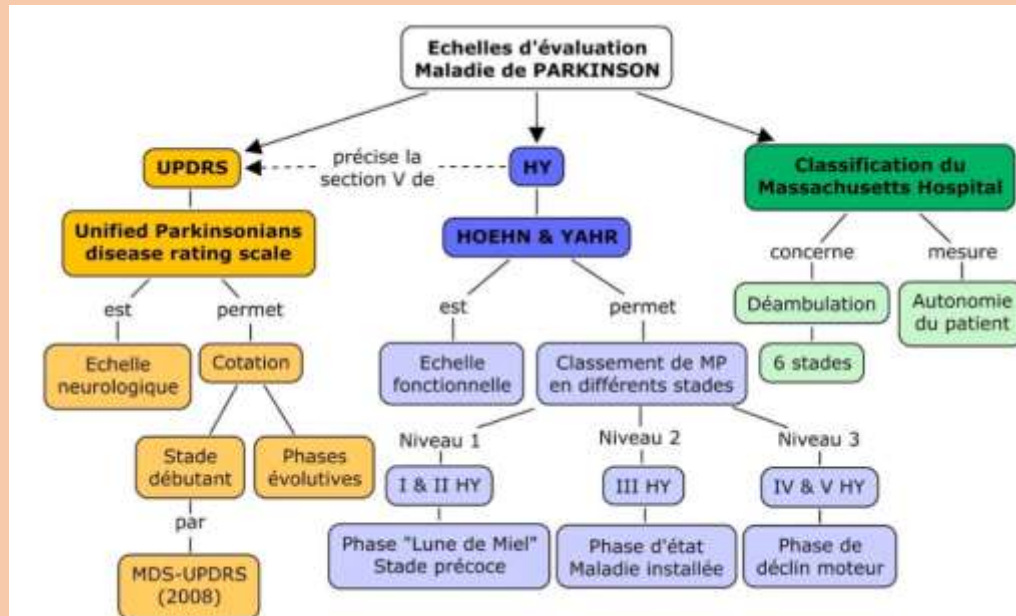 Echelles d'évaluation
Maladie de PARKINSON
UPDRS
précise la
section V de
HY
Classification du
Massachusetts Hospital
Unified Parkinsonians
disease rating scale
HOEHN & YAHR
concerne
mesure
est
permet
est
permet
Déambulation
Autonomie
du patient
Echelle
neurologique
Cotation
Echelle
fonctionnelle
Classement de MP
en différents stades
6 stades
Stade
débutant
Phases
évolutives
Niveau 1
Niveau 2
Niveau 3
I & II HY
III HY
IV & V HY
par
MDS-UPDRS
(2008)
Phase "Lune de Miel"
Stade précoce
Phase d'état
Maladie installée
Phase de
déclin moteur